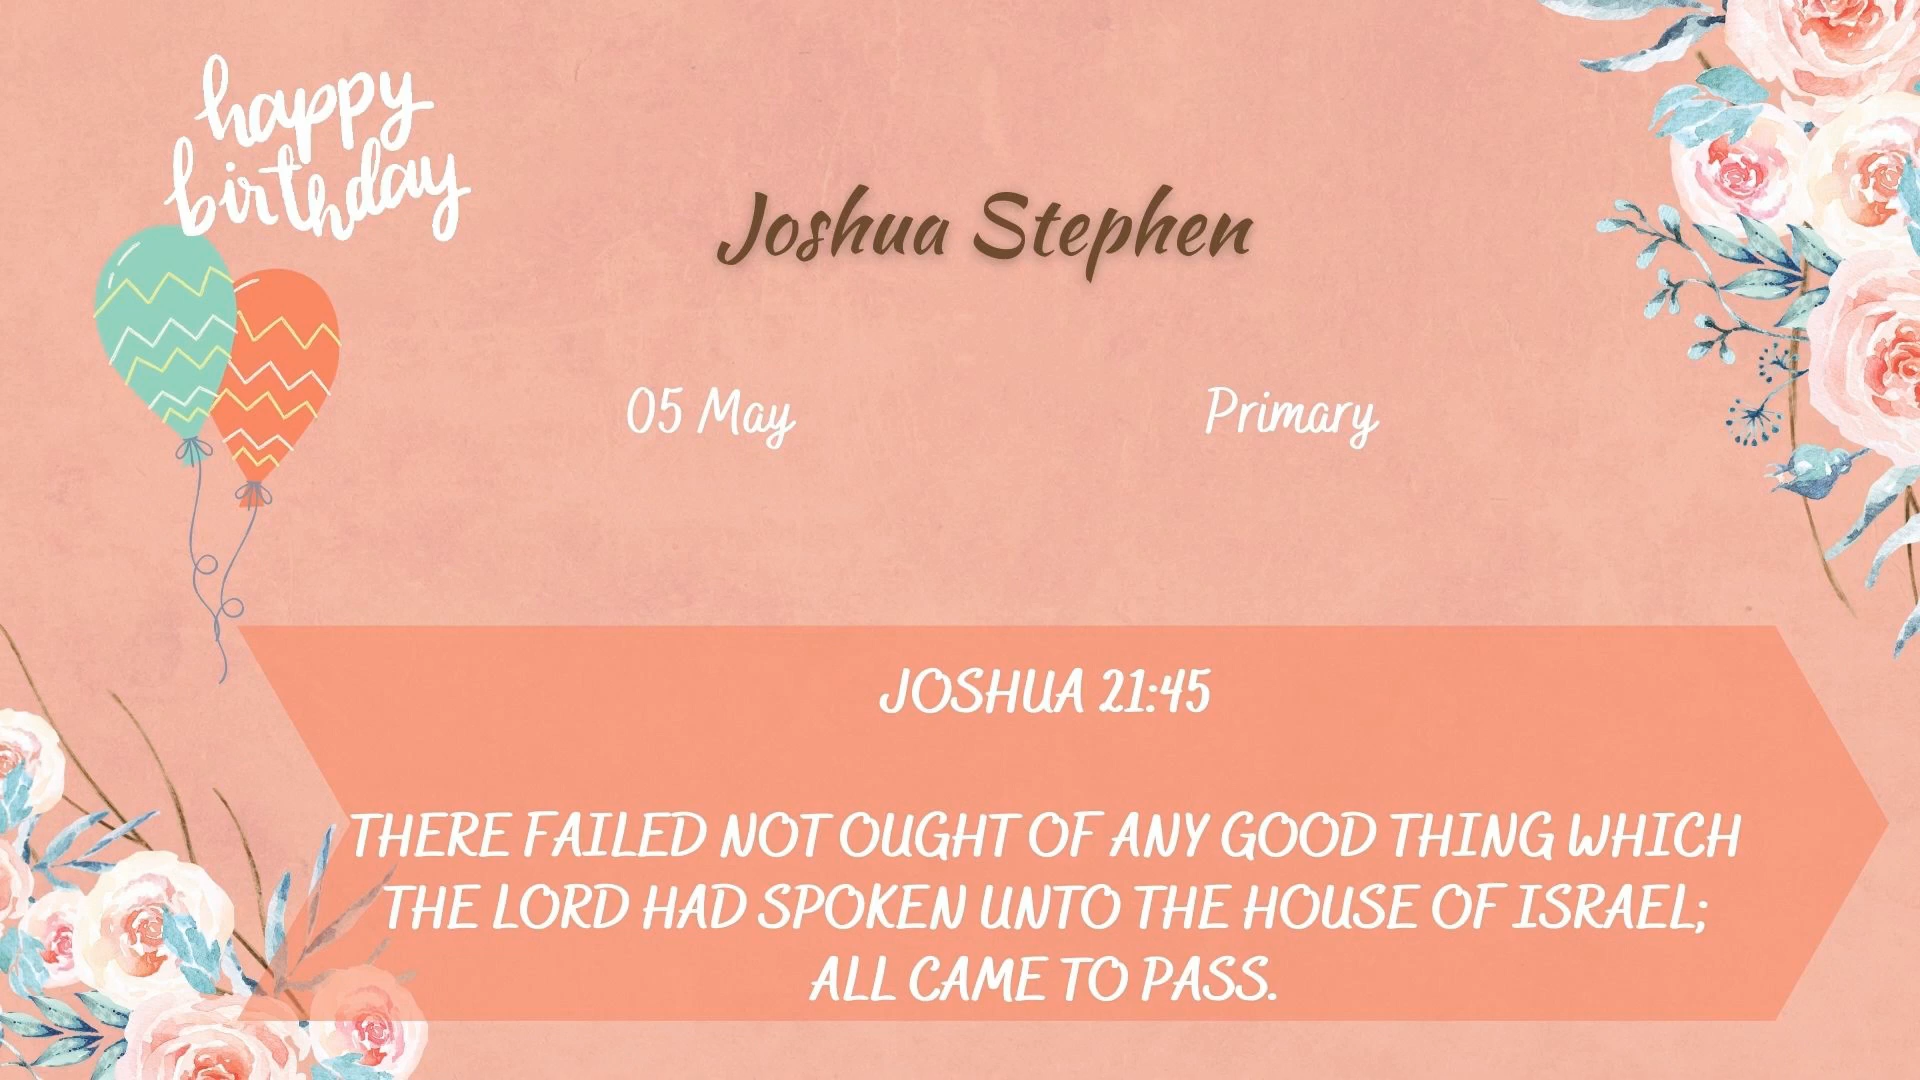 happy
birthday
Joshua Stephen
05 May
Primary
JOSHUA 21:45
THERE FAILED NOT OUGHT OF ANY GOOD THING WHICH
THE LORD HAD SPOKEN UNTO THE HOUSE OF ISRAEL;
ALL CAME TO PASS.